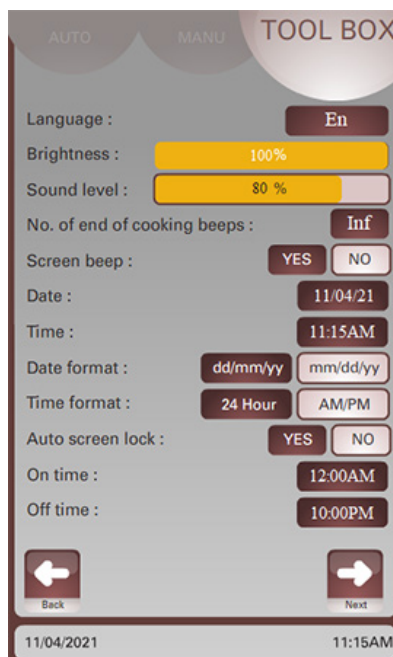 AUTO MANU TOOL BOX
Language : En
Brightness : 100%
Sound level : 80 %
No. of end of cooking beeps : Inf
Screen beep : YES NO
Date : 11/04/21
Time : 11:15AM
Date format : dd/mm/yy mm/dd/yy
Time format : 24 Hour AM/PM
Auto screen lock : YES NO
On time : 12:00AM
Off time : 10:00PM
Back Next
11/04/2021 11:15AM